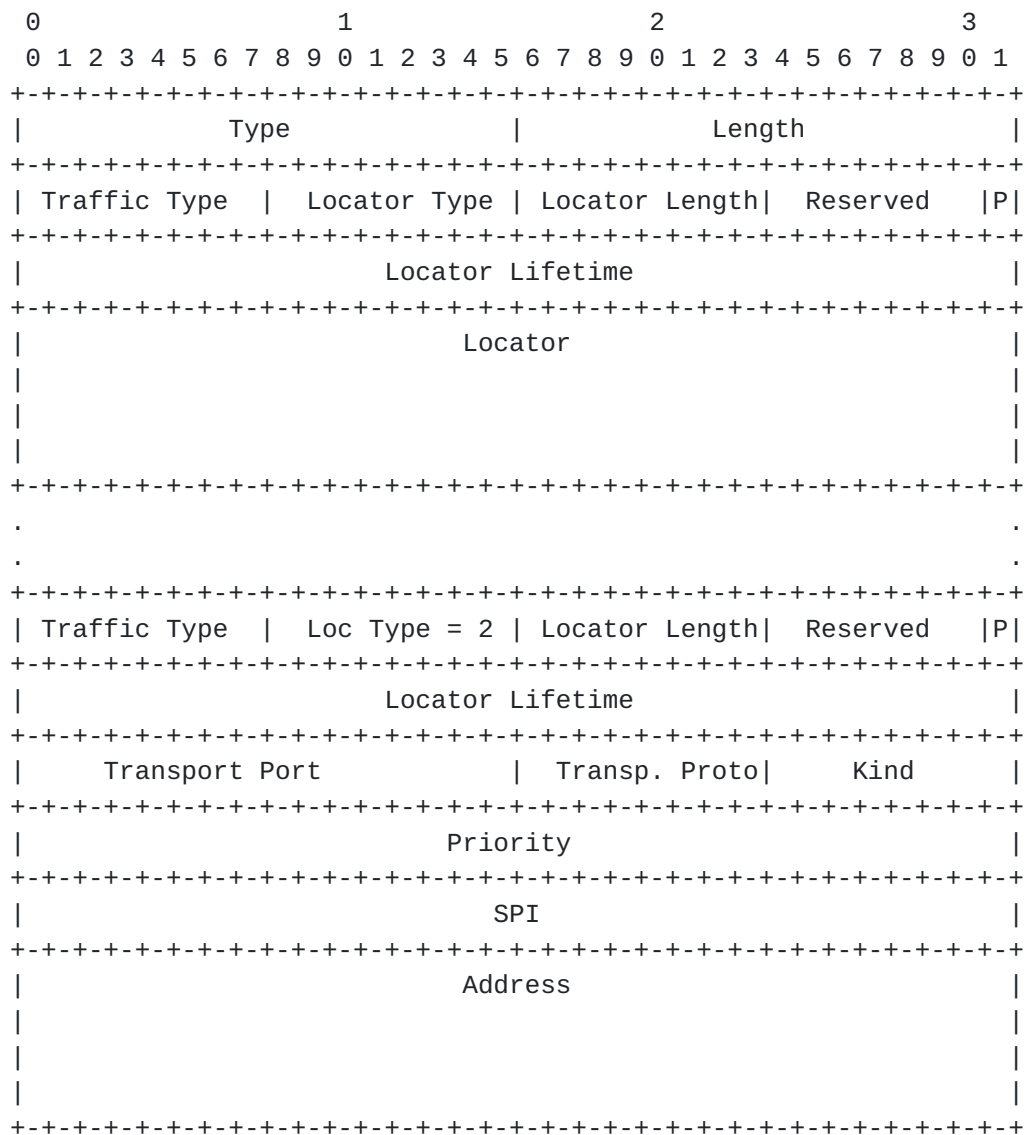 0                   1                   2                   3
 0 1 2 3 4 5 6 7 8 9 0 1 2 3 4 5 6 7 8 9 0 1 2 3 4 5 6 7 8 9 0 1
+-+-+-+-+-+-+-+-+-+-+-+-+-+-+-+-+-+-+-+-+-+-+-+-+-+-+-+-+-+-+-+-+
|             Type              |            Length             |
+-+-+-+-+-+-+-+-+-+-+-+-+-+-+-+-+-+-+-+-+-+-+-+-+-+-+-+-+-+-+-+-+
| Traffic Type  |  Locator Type | Locator Length|  Reserved   |P|
+-+-+-+-+-+-+-+-+-+-+-+-+-+-+-+-+-+-+-+-+-+-+-+-+-+-+-+-+-+-+-+-+
|                       Locator Lifetime                        |
+-+-+-+-+-+-+-+-+-+-+-+-+-+-+-+-+-+-+-+-+-+-+-+-+-+-+-+-+-+-+-+-+
|                            Locator                            |
|                                                               |
|                                                               |
|                                                               |
+-+-+-+-+-+-+-+-+-+-+-+-+-+-+-+-+-+-+-+-+-+-+-+-+-+-+-+-+-+-+-+-+
.                                                               .
.                                                               .
+-+-+-+-+-+-+-+-+-+-+-+-+-+-+-+-+-+-+-+-+-+-+-+-+-+-+-+-+-+-+-+-+
| Traffic Type  |  Loc Type = 2 | Locator Length|  Reserved   |P|
+-+-+-+-+-+-+-+-+-+-+-+-+-+-+-+-+-+-+-+-+-+-+-+-+-+-+-+-+-+-+-+-+
|                       Locator Lifetime                        |
+-+-+-+-+-+-+-+-+-+-+-+-+-+-+-+-+-+-+-+-+-+-+-+-+-+-+-+-+-+-+-+-+
|     Transport Port            |  Transp. Proto|     Kind      |
+-+-+-+-+-+-+-+-+-+-+-+-+-+-+-+-+-+-+-+-+-+-+-+-+-+-+-+-+-+-+-+-+
|                           Priority                            |
+-+-+-+-+-+-+-+-+-+-+-+-+-+-+-+-+-+-+-+-+-+-+-+-+-+-+-+-+-+-+-+-+
|                              SPI                              |
+-+-+-+-+-+-+-+-+-+-+-+-+-+-+-+-+-+-+-+-+-+-+-+-+-+-+-+-+-+-+-+-+
|                            Address                            |
|                                                               |
|                                                               |
|                                                               |
+-+-+-+-+-+-+-+-+-+-+-+-+-+-+-+-+-+-+-+-+-+-+-+-+-+-+-+-+-+-+-+-+